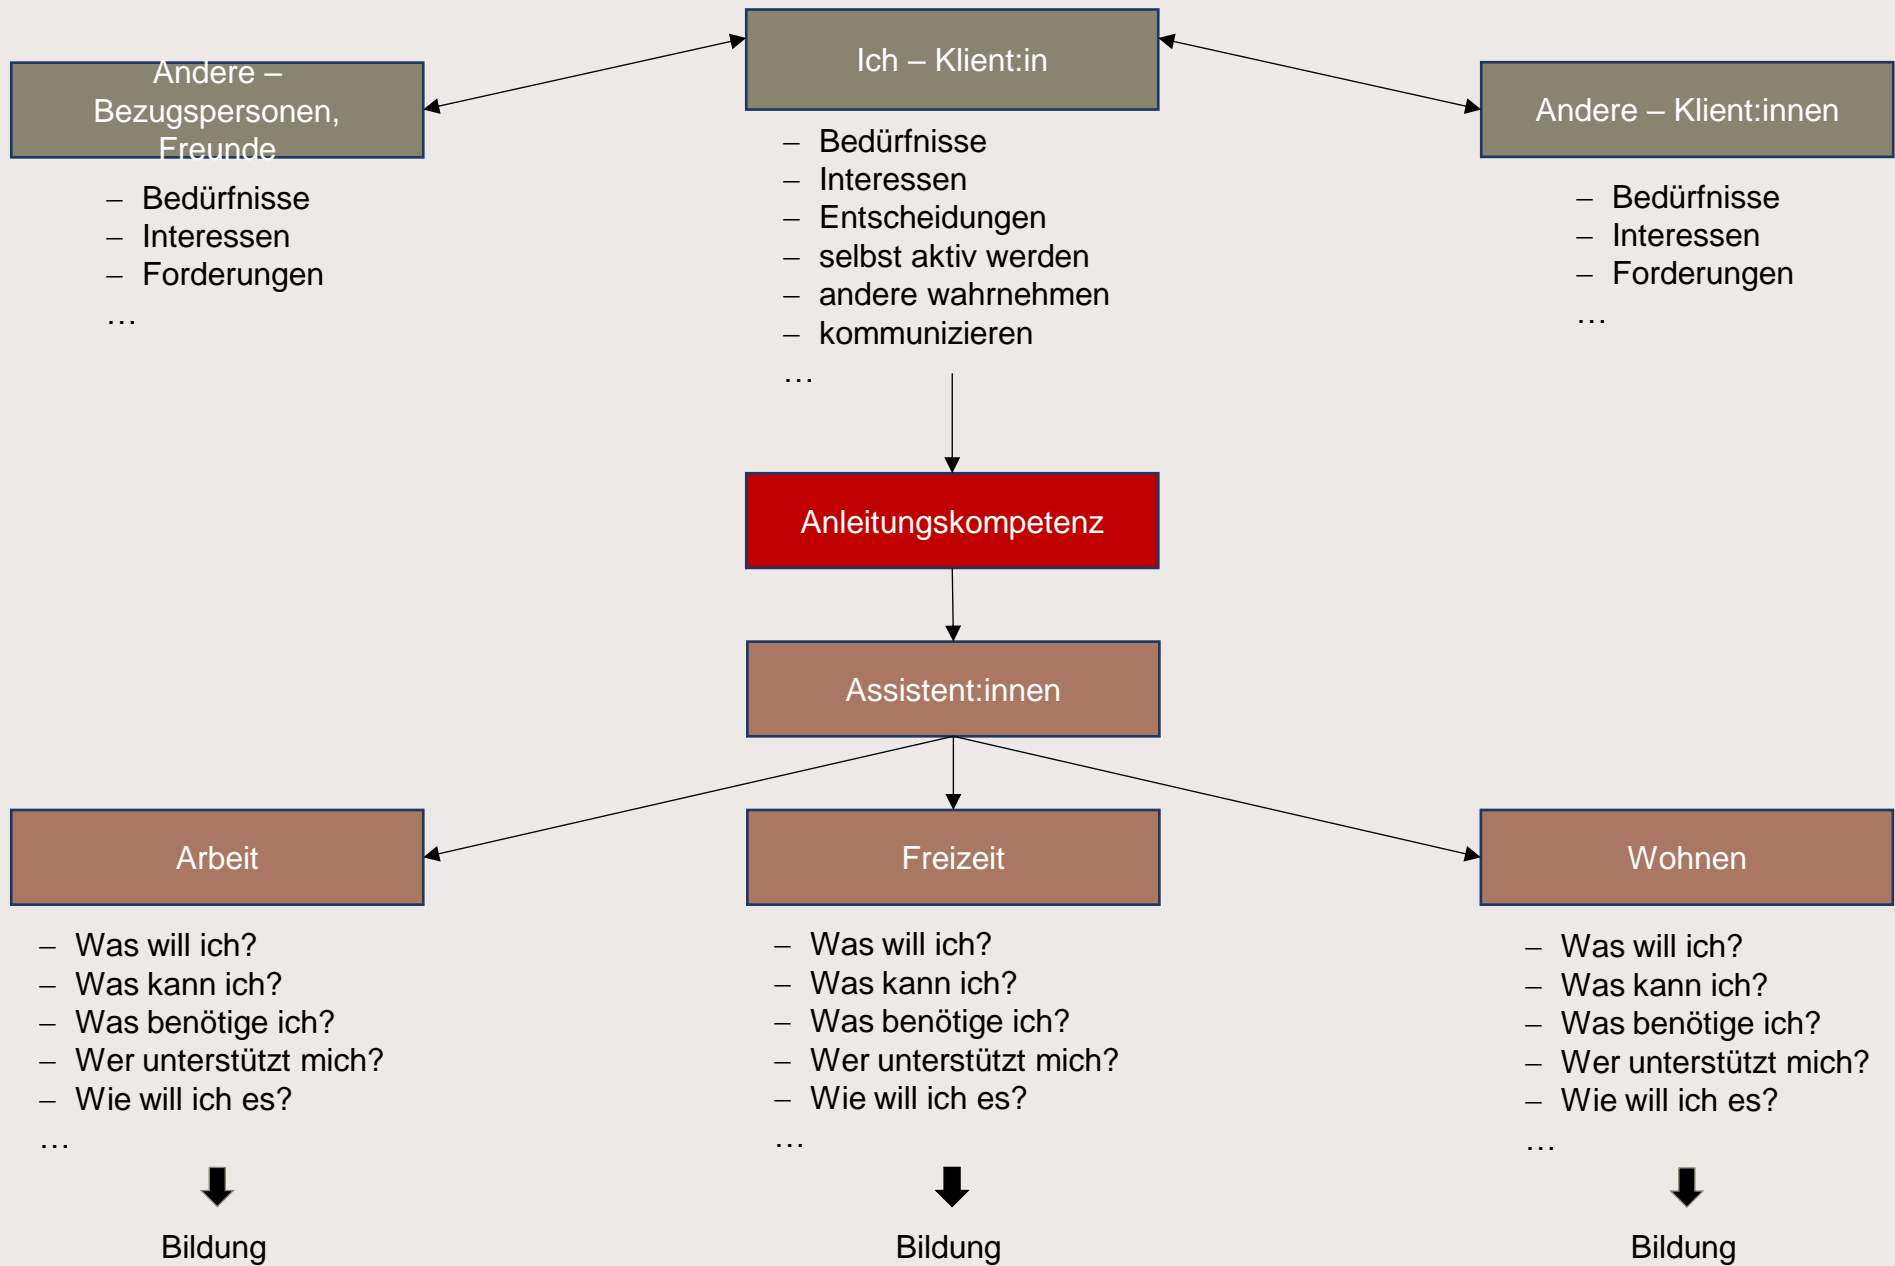 Ich – Klient:in
Andere –
Bezugspersonen,
Freunde
Andere – Klient:innen
– Bedürfnisse
– Interessen
– Forderungen
…
– Bedürfnisse
– Interessen
– Entscheidungen
– selbst aktiv werden
– andere wahrnehmen
– kommunizieren
…
– Bedürfnisse
– Interessen
– Forderungen
…
Anleitungskompetenz
Assistent:innen
Arbeit
– Was will ich?
– Was kann ich?
– Was benötige ich?
– Wer unterstützt mich?
– Wie will ich es?
…
Bildung
Freizeit
– Was will ich?
– Was kann ich?
– Was benötige ich?
– Wer unterstützt mich?
– Wie will ich es?
…
Bildung
Wohnen
– Was will ich?
– Was kann ich?
– Was benötige ich?
– Wer unterstützt mich?
– Wie will ich es?
…
Bildung